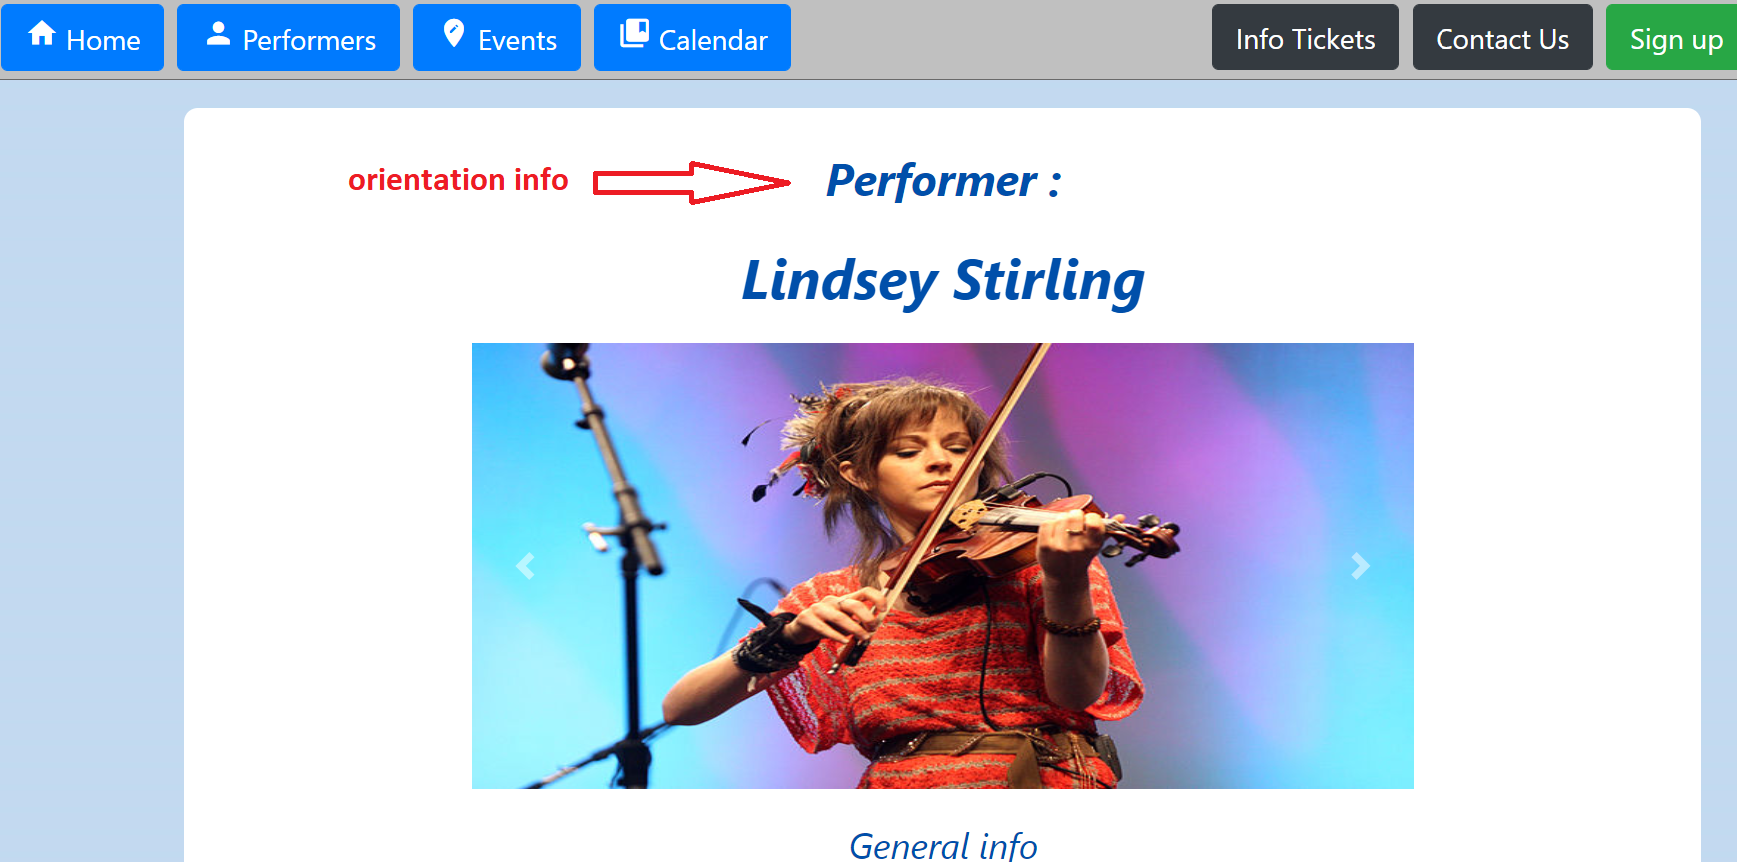 Home Performers Events Calendar Info Tickets Contact Us Sign up
orientation info Performer :
Lindsey Stirling
General info